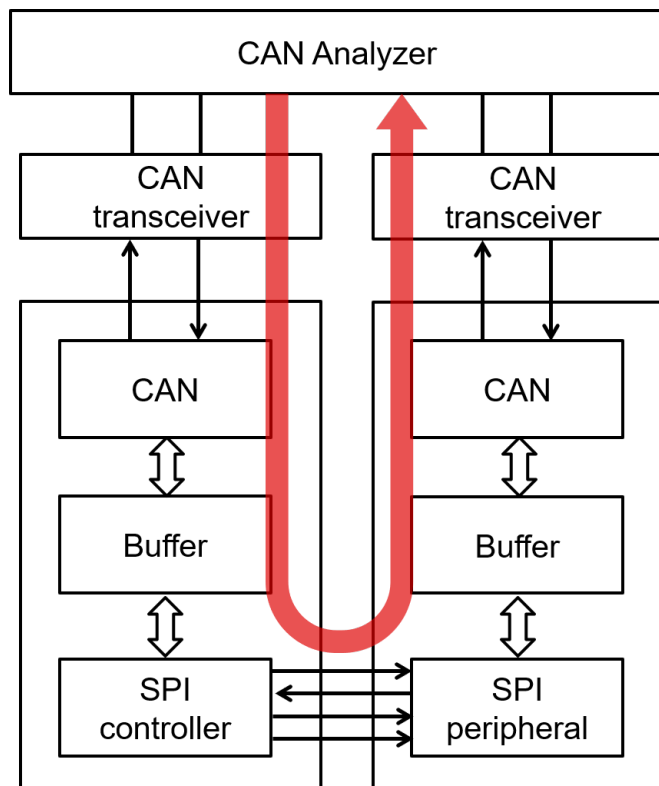 CAN Analyzer
CAN
transceiver
CAN
transceiver
CAN
CAN
Buffer
Buffer
SPI
controller
SPI
peripheral